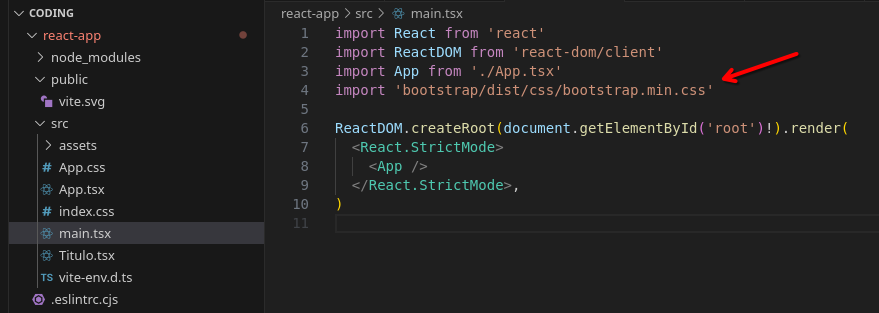 CODING
react-app
node_modules
public
vite.svg
src
assets
# App.css
App.tsx
# index.css
main.tsx
Titulo.tsx
TS vite-env.d.ts
.eslintrc.cjs
react-app > src > main.tsx
1 import React from 'react'
2 import ReactDOM from 'react-dom/client'
3 import App from './App.tsx'
4 import 'bootstrap/dist/css/bootstrap.min.css'
5
6 ReactDOM.createRoot(document.getElementById('root')!).render(
7   <React.StrictMode>
8     <App />
9   </React.StrictMode>,
10 )
11